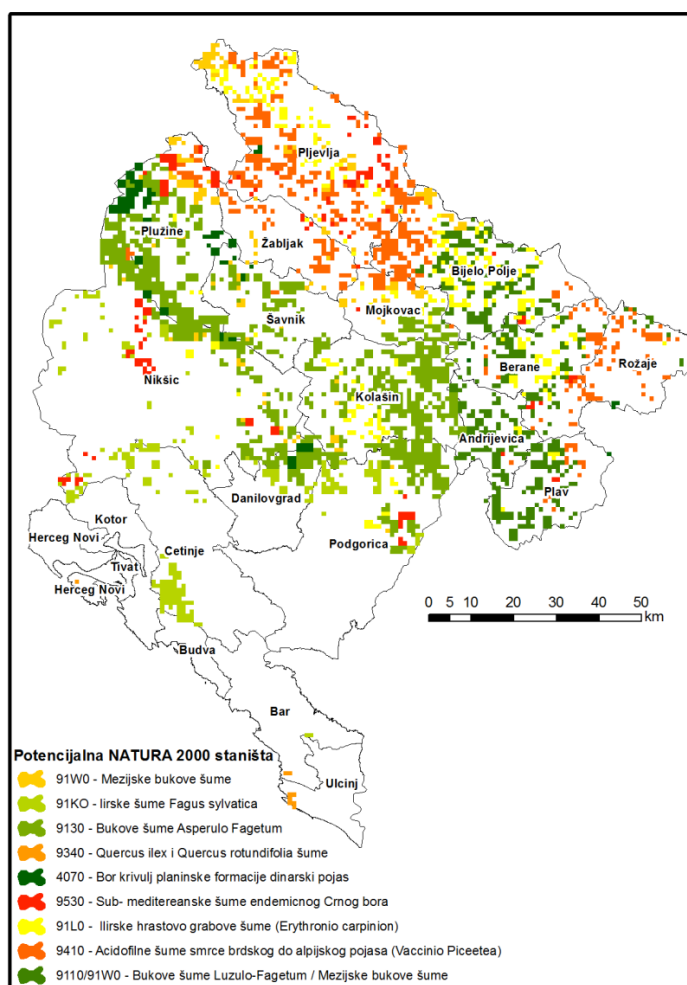 Pljevlja
Plužine
Žabljak
Bijelo Polje
Mojkovac
Šavnik
Rožaje
Berane
Nikšic
Kolašin
Andrijevica
Plav
Danilovgrad
Kotor
Podgorica
Herceg Novi
Cetinje
Tivat
Herceg Novi
0 5 10 20 30 40 50
km
Budva
Bar
Ulcinj
Potencijalna NATURA 2000 staništa
91W0 - Mezijske bukove šume
91KO - Iirske šume Fagus sylvatica
9130 - Bukove šume Asperulo Fagetum
9340 - Quercus ilex i Quercus rotundifolia šume
4070 - Bor krivulj planinske formacije dinarski pojas
9530 - Sub- meditereanske šume endemicnog Crnog bora
91L0 - Ilirske hrastovo grabove šume (Erythronio carpinion)
9410 - Acidofilne šume smrce brdskog do alpijskog pojasa (Vaccinio Piceetea)
9110/91W0 - Bukove šume Luzulo-Fagetum / Mezijske bukove šume